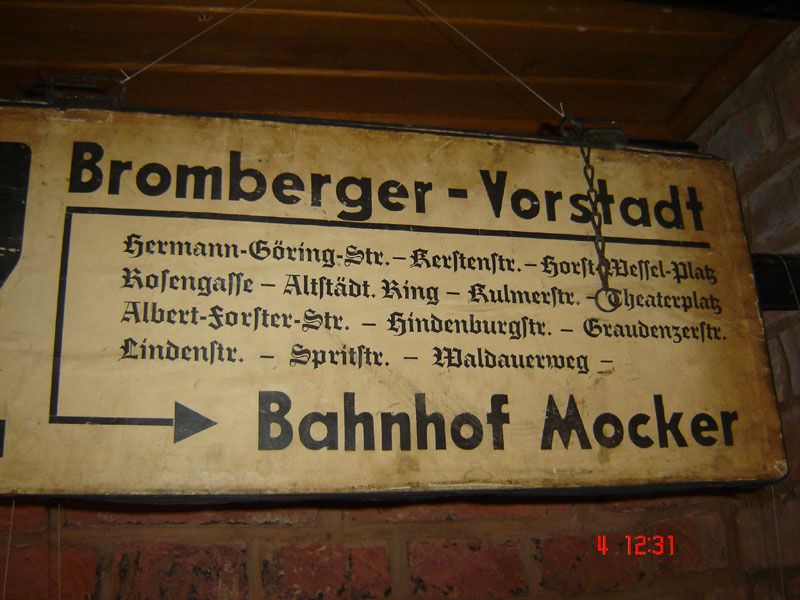 Bromberger - Vorstadt
Hermann-Göring-Str. - Kerstenstr. - Horst-Wessel-Platz
Rosengasse - Altstädt. Ring - Kulmerstr. - Theaterplatz
Albert-Forster-Str. - Hindenburgstr. - Graudenzerstr.
Lindenstr. - Spritstr. - Waldauerweg -
Bahnhof Mocker
4 12:31